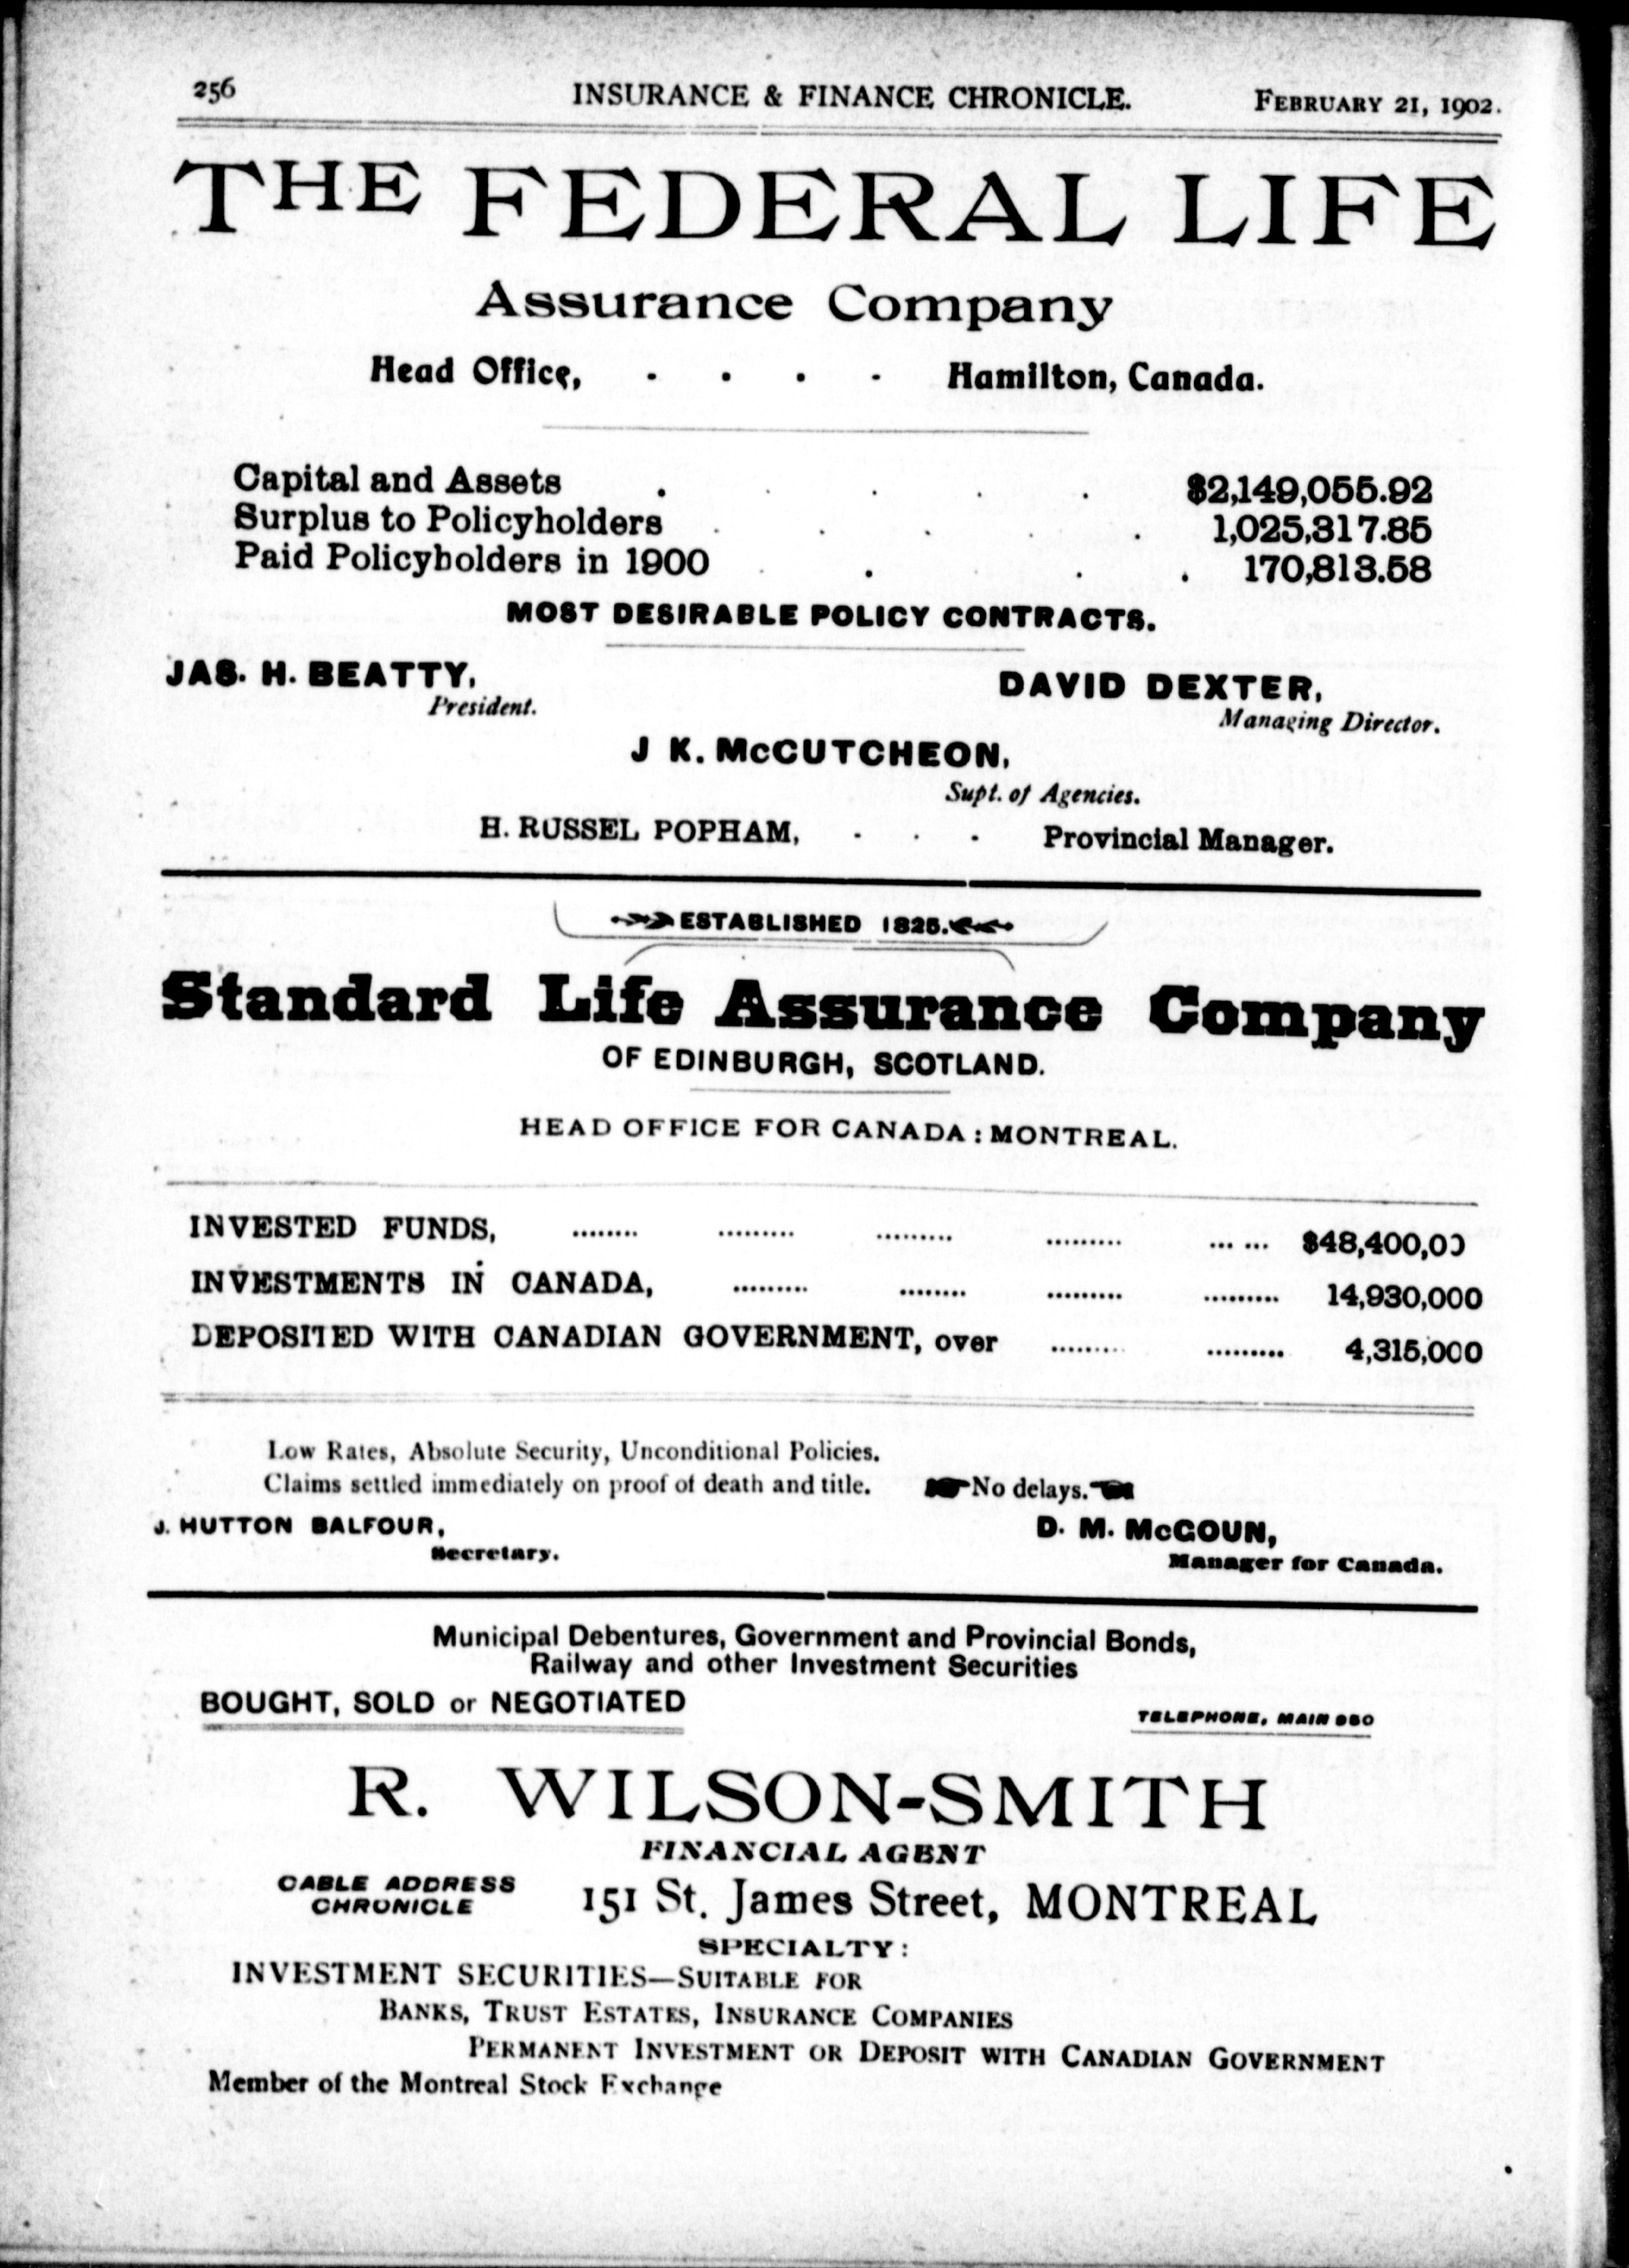 256
INSURANCE & FINANCE CHRONICLE.
FEBRUARY 21, 1902.
THE FEDERAL LIFE
Assurance Company
Head Office, - - - - Hamilton, Canada.
Capital and Assets . . . . . $2,149,055.92
Surplus to Policyholders . . . . . 1,025,317.85
Paid Policyholders in 1900 . . . . . 170,813.58
MOST DESIRABLE POLICY CONTRACTS.
JAS. H. BEATTY,
President.
DAVID DEXTER,
Managing Director.
J K. McCUTCHEON,
Supt. of Agencies.
H. RUSSEL POPHAM, - - - Provincial Manager.
ESTABLISHED 1825.
Standard Life Assurance Company
OF EDINBURGH, SCOTLAND.
HEAD OFFICE FOR CANADA : MONTREAL.
INVESTED FUNDS, ........ ......... ......... ......... ... ... $48,400,00
INVESTMENTS IN CANADA, ......... ........ ......... ......... 14,930,000
DEPOSITED WITH CANADIAN GOVERNMENT, over ......... ......... 4,315,000
Low Rates, Absolute Security, Unconditional Policies.
Claims settled immediately on proof of death and title. No delays.
J. HUTTON BALFOUR,
Secretary.
D. M. McGOUN,
Manager for Canada.
Municipal Debentures, Government and Provincial Bonds,
Railway and other Investment Securities
BOUGHT, SOLD or NEGOTIATED
TELEPHONE, MAIN
R. WILSON-SMITH
FINANCIAL AGENT
CABLE ADDRESS
CHRONICLE
151 St. James Street, MONTREAL
SPECIALTY :
INVESTMENT SECURITIES—SUITABLE FOR
BANKS, TRUST ESTATES, INSURANCE COMPANIES
PERMANENT INVESTMENT OR DEPOSIT WITH CANADIAN GOVERNMENT
Member of the Montreal Stock Exchange